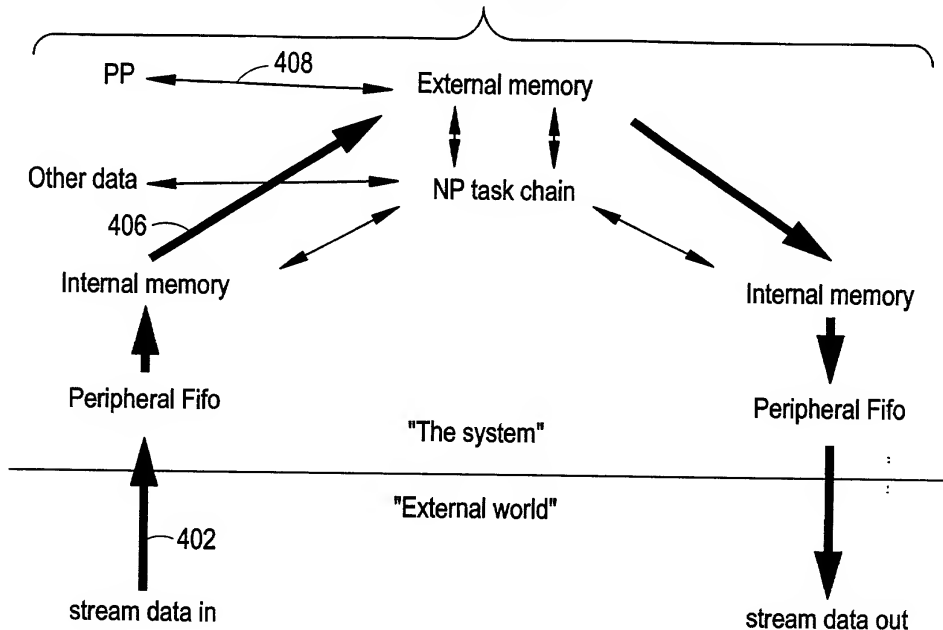 PP
408
External memory
Other data
NP task chain
406
Internal memory
Internal memory
Peripheral Fifo
Peripheral Fifo
"The system"
"External world"
402
stream data in
stream data out